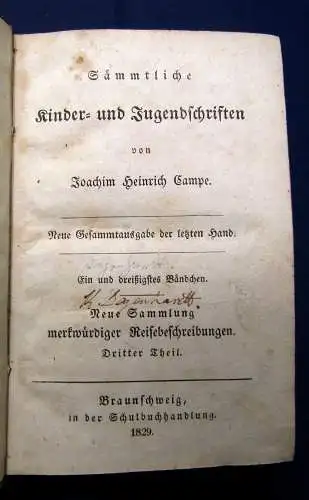 Sämmtliche
Kinder- und Jugendschriften
von
Joachim Heinrich Campe.
Neue Gesammtausgabe der letzten Hand.
Ein und dreißigstes Bändchen.
Neue Sammlung
merkwürdiger Reisebeschreibungen.
Dritter Theil.
Braunschweig,
in der Schulbuchhandlung.
1829.